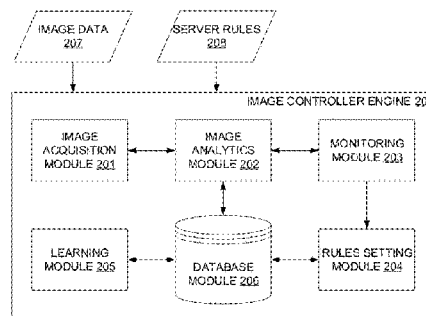 IMAGE DATA
207
SERVER RULES
208
IMAGE CONTROLLER ENGINE 20
IMAGE
ACQUISITION
MODULE 201
IMAGE
ANALYTICS
MODULE 202
MONITORING
MODULE 203
LEARNING
MODULE 205
DATABASE
MODULE 206
RULES SETTING
MODULE 204